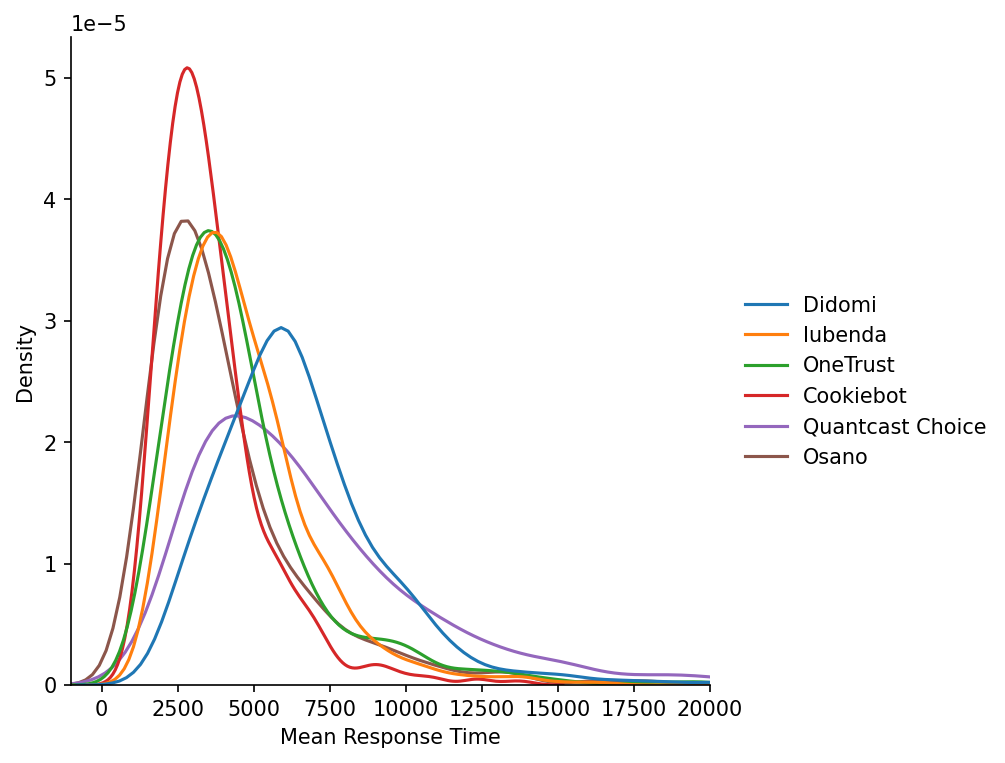 1e−5
5
4
3
2
1
0
Density
0 2500 5000 7500 10000 12500 15000 17500 20000
Mean Response Time
Didomi
Iubenda
OneTrust
Cookiebot
Quantcast Choice
Osano